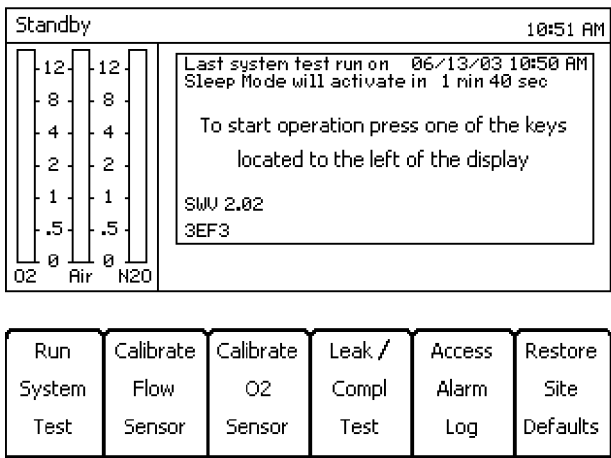 Standby 10:51 AM
Last system test run on 06/13/03 10:50 AM
Sleep Mode will activate in 1 min 40 sec
To start operation press one of the keys
located to the left of the display
SWV 2.02
3EF3
12 12
8 8
4 4
2 2
1 1
.5 .5
0 0
O2 Air N2O
Run System Test
Calibrate Flow Sensor
Calibrate O2 Sensor
Leak / Compl Test
Access Alarm Log
Restore Site Defaults